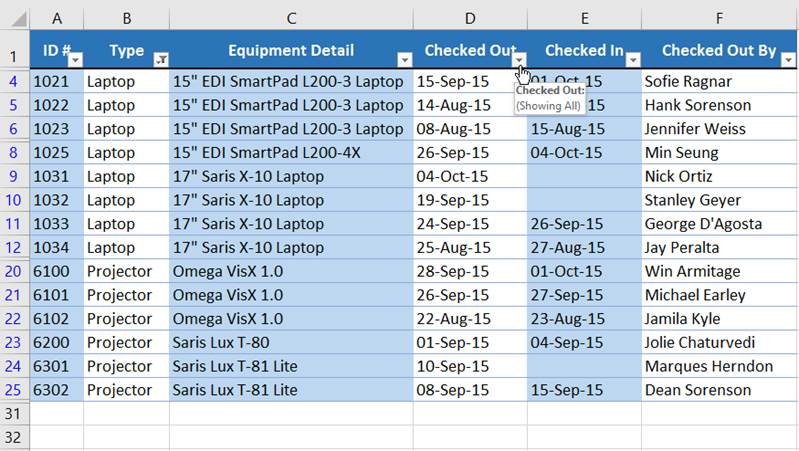 A B C D E F
1 ID # Type Equipment Detail Checked Out Checked In Checked Out By
4 1021 Laptop 15" EDI SmartPad L200-3 Laptop 15-Sep-15 01-Oct-15 Sofie Ragnar
5 1022 Laptop 15" EDI SmartPad L200-3 Laptop 14-Aug-15 Hank Sorenson
Checked Out:
(Showing All)
6 1023 Laptop 15" EDI SmartPad L200-3 Laptop 08-Aug-15 15-Aug-15 Jennifer Weiss
8 1025 Laptop 15" EDI SmartPad L200-4X 26-Sep-15 04-Oct-15 Min Seung
9 1031 Laptop 17" Saris X-10 Laptop 04-Oct-15 Nick Ortiz
10 1032 Laptop 17" Saris X-10 Laptop 19-Sep-15 Stanley Geyer
11 1033 Laptop 17" Saris X-10 Laptop 24-Sep-15 26-Sep-15 George D'Agosta
12 1034 Laptop 17" Saris X-10 Laptop 25-Aug-15 27-Aug-15 Jay Peralta
20 6100 Projector Omega VisX 1.0 28-Sep-15 01-Oct-15 Win Armitage
21 6101 Projector Omega VisX 1.0 26-Sep-15 27-Sep-15 Michael Earley
22 6102 Projector Omega VisX 1.0 22-Aug-15 23-Aug-15 Jamila Kyle
23 6200 Projector Saris Lux T-80 01-Sep-15 04-Sep-15 Jolie Chaturvedi
24 6301 Projector Saris Lux T-81 Lite 10-Sep-15 Marques Herndon
25 6302 Projector Saris Lux T-81 Lite 08-Sep-15 15-Sep-15 Dean Sorenson
31
32